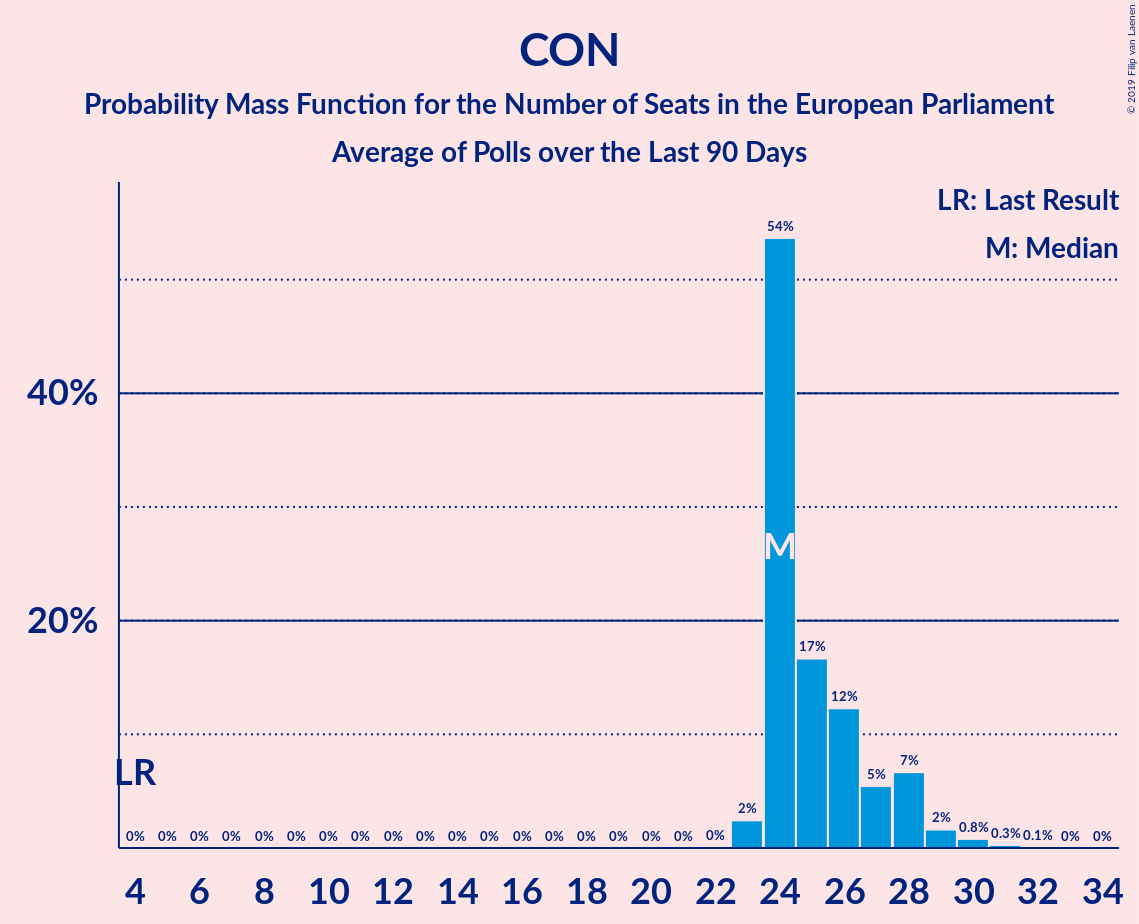 CON
Probability Mass Function for the Number of Seats in the European Parliament
Average of Polls over the Last 90 Days
© 2019 Filip van Laenen
LR: Last Result
M: Median
40%
20%
LR
M
0% 0% 0% 0% 0% 0% 0% 0% 0% 0% 0% 0% 0% 0% 0% 0% 0% 0% 0% 2% 54% 17% 12% 5% 7% 2% 0.8% 0.3% 0.1% 0% 0%
4 6 8 10 12 14 16 18 20 22 24 26 28 30 32 34